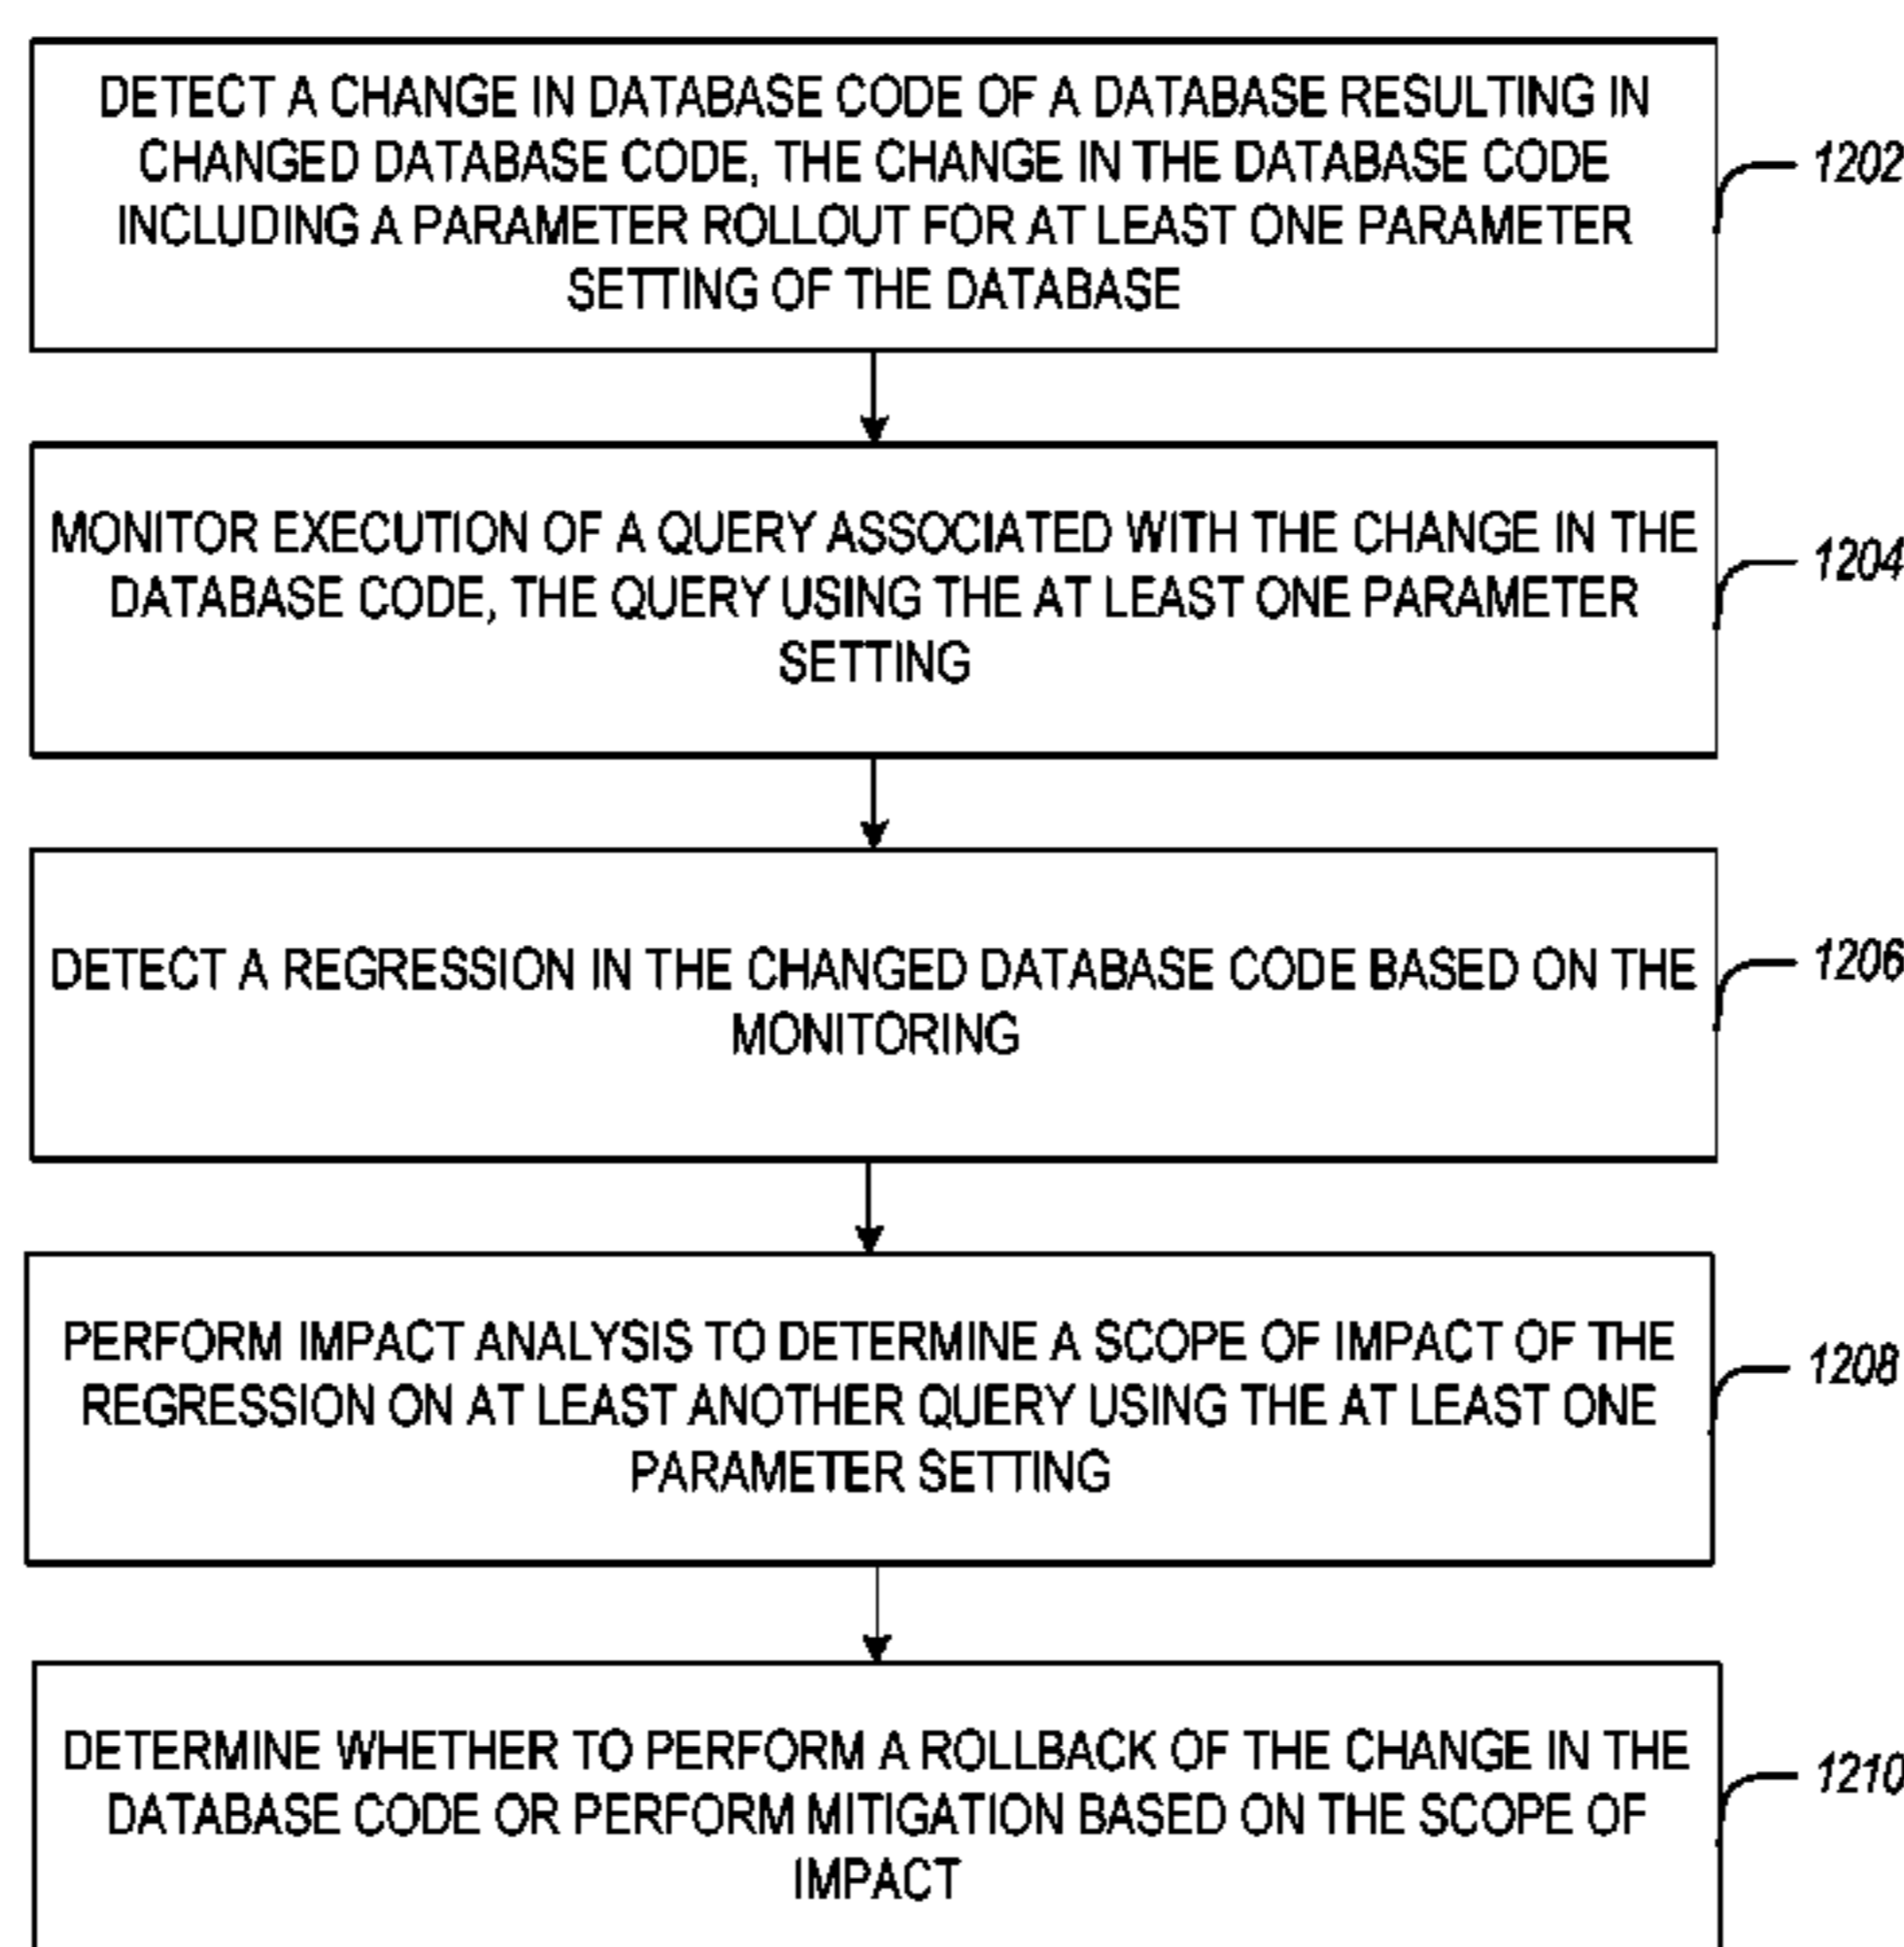 DETECT A CHANGE IN DATABASE CODE OF A DATABASE RESULTING IN
CHANGED DATABASE CODE, THE CHANGE IN THE DATABASE CODE
INCLUDING A PARAMETER ROLLOUT FOR AT LEAST ONE PARAMETER
SETTING OF THE DATABASE
1202
MONITOR EXECUTION OF A QUERY ASSOCIATED WITH THE CHANGE IN THE
DATABASE CODE, THE QUERY USING THE AT LEAST ONE PARAMETER
SETTING
1204
DETECT A REGRESSION IN THE CHANGED DATABASE CODE BASED ON THE
MONITORING
1206
PERFORM IMPACT ANALYSIS TO DETERMINE A SCOPE OF IMPACT OF THE
REGRESSION ON AT LEAST ANOTHER QUERY USING THE AT LEAST ONE
PARAMETER SETTING
1208
DETERMINE WHETHER TO PERFORM A ROLLBACK OF THE CHANGE IN THE
DATABASE CODE OR PERFORM MITIGATION BASED ON THE SCOPE OF
IMPACT
1210